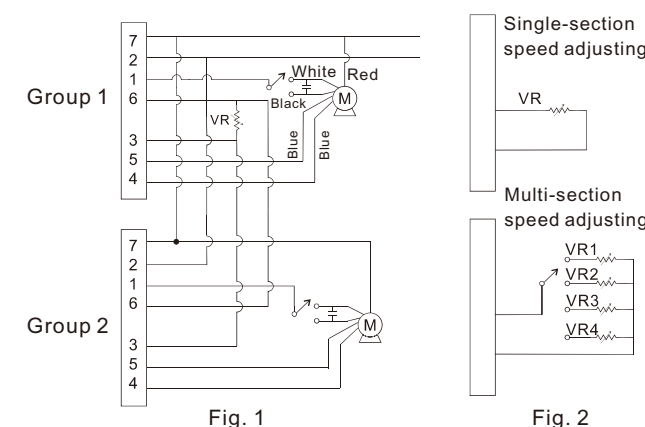 Group 1
7
2
1
6
3
5
4
VR
White
Red
Black
M
Blue
Blue
Group 2
7
2
1
6
3
5
4
M
Fig. 1
Single-section
speed adjusting
VR
Multi-section
speed adjusting
VR1
VR2
VR3
VR4
Fig. 2